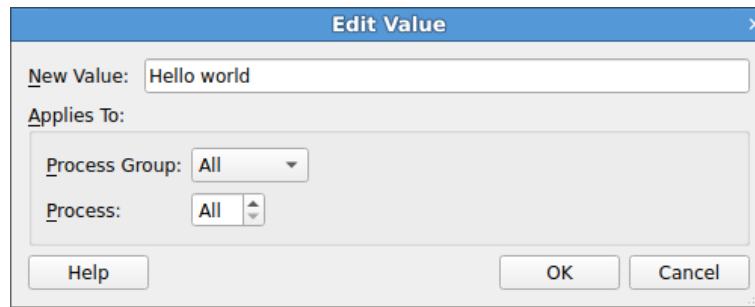 Edit Value
New Value: Hello world
Applies To:
Process Group: All
Process: All
Help OK Cancel